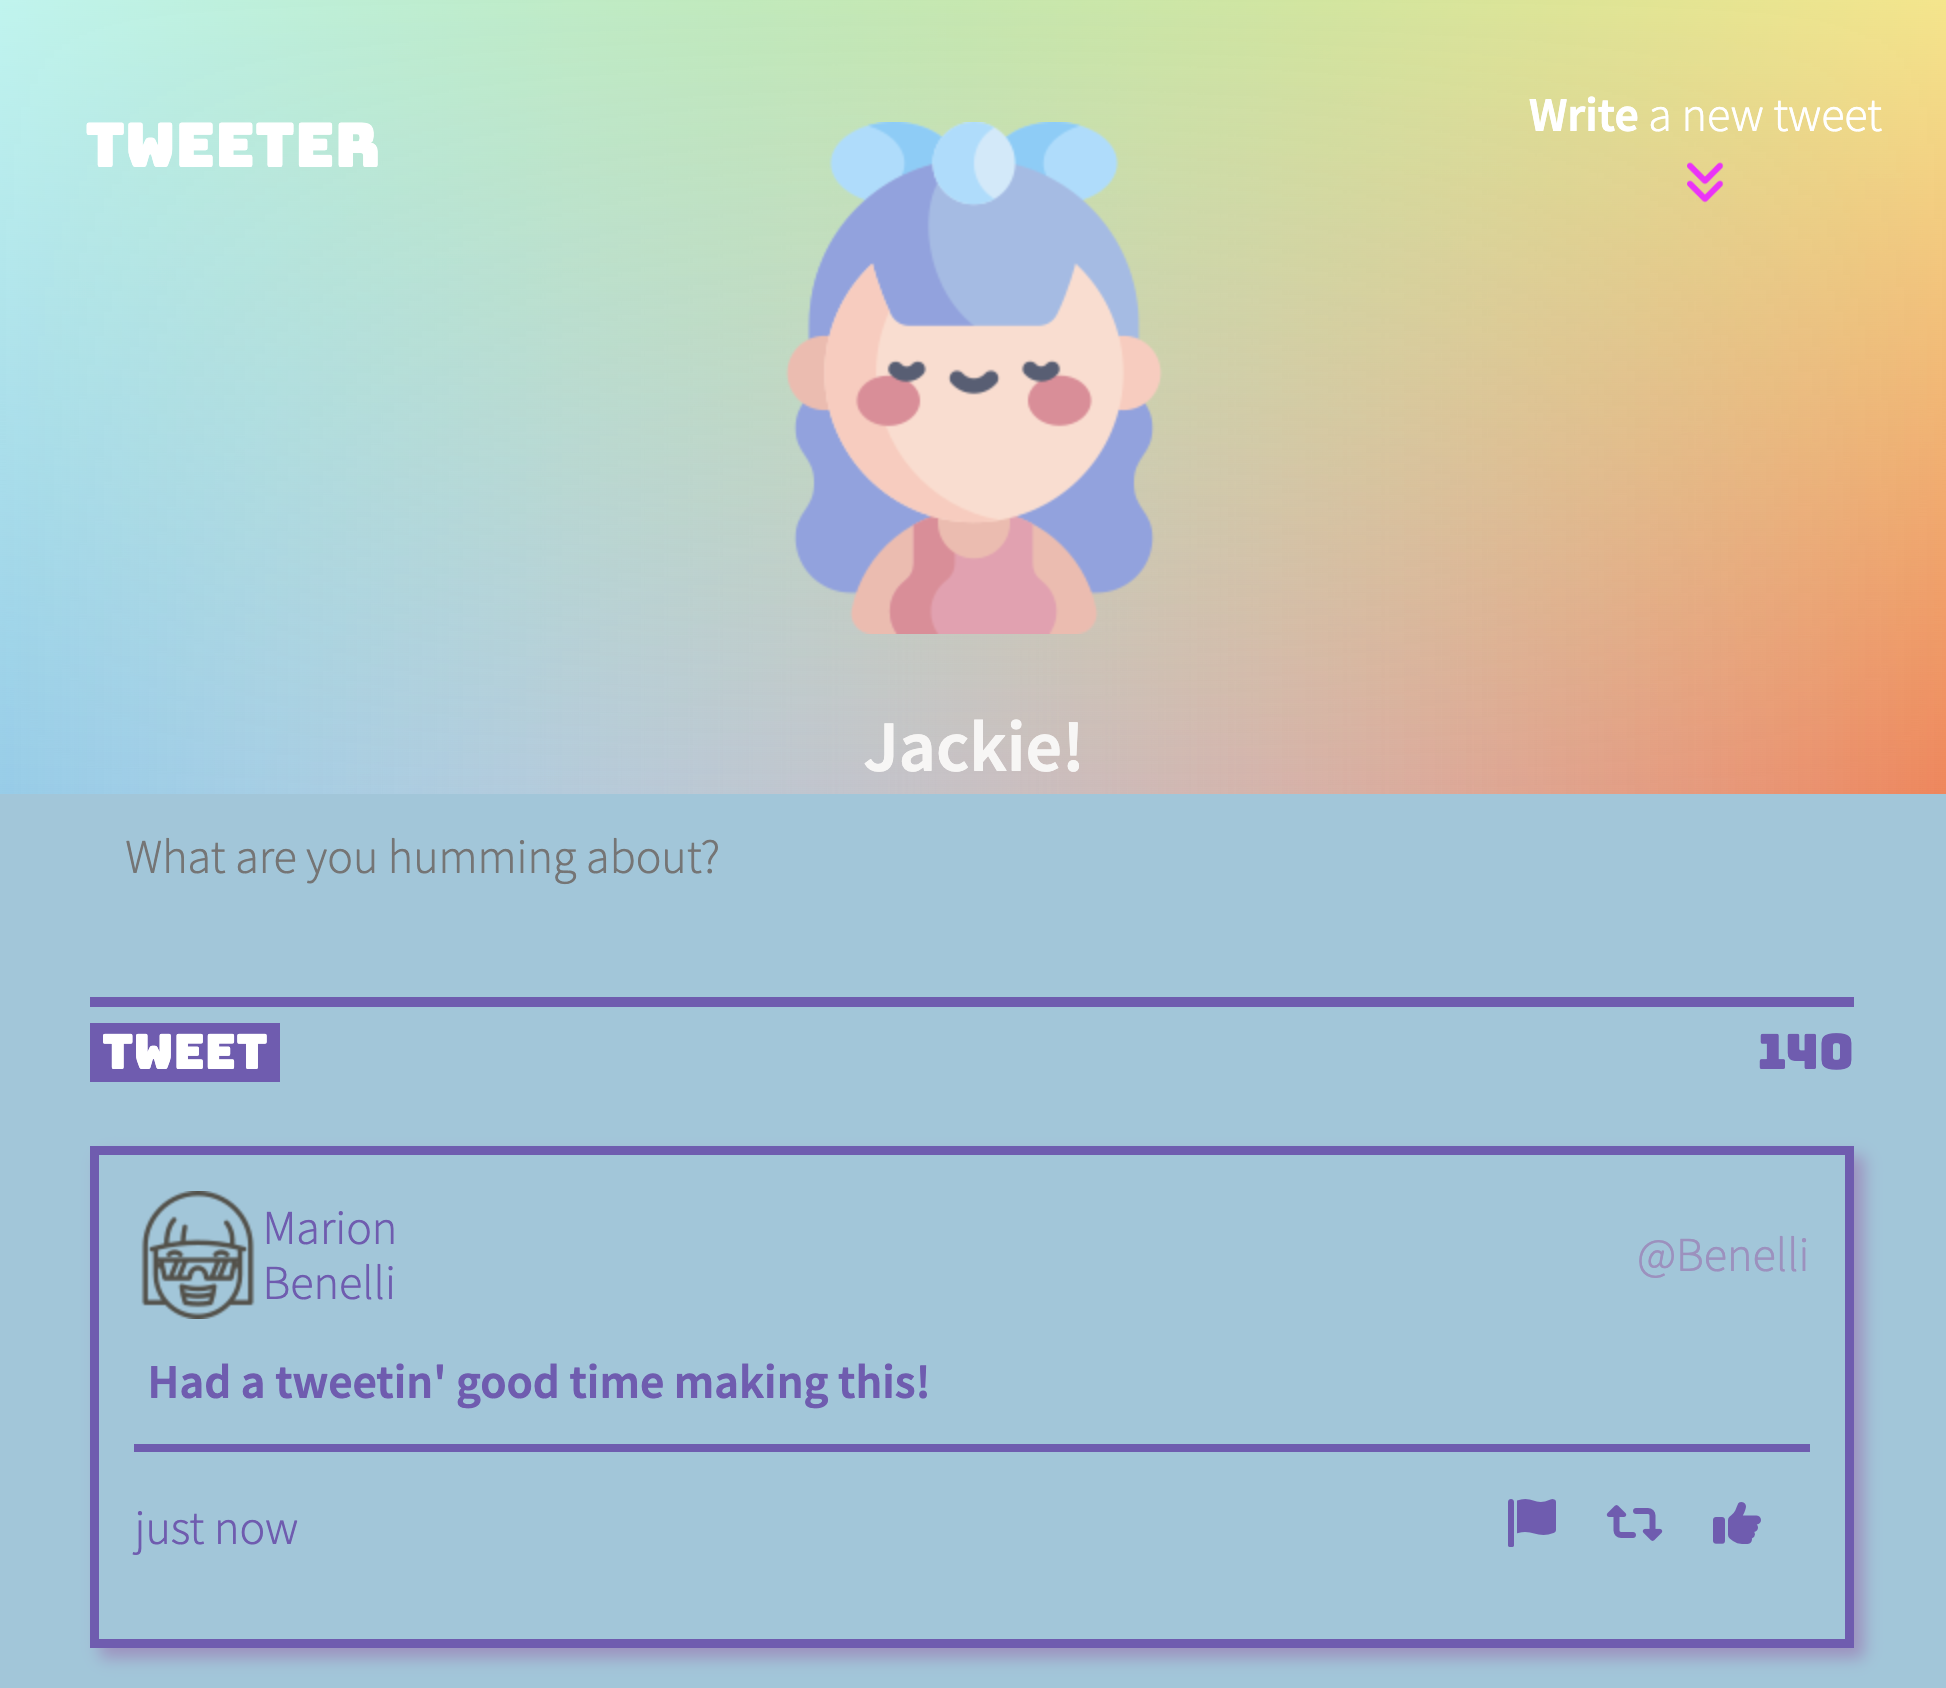 TWEETER
Write a new tweet
Jackie!
What are you humming about?
TWEET
140
Marion
Benelli
@Benelli
Had a tweetin' good time making this!
just now